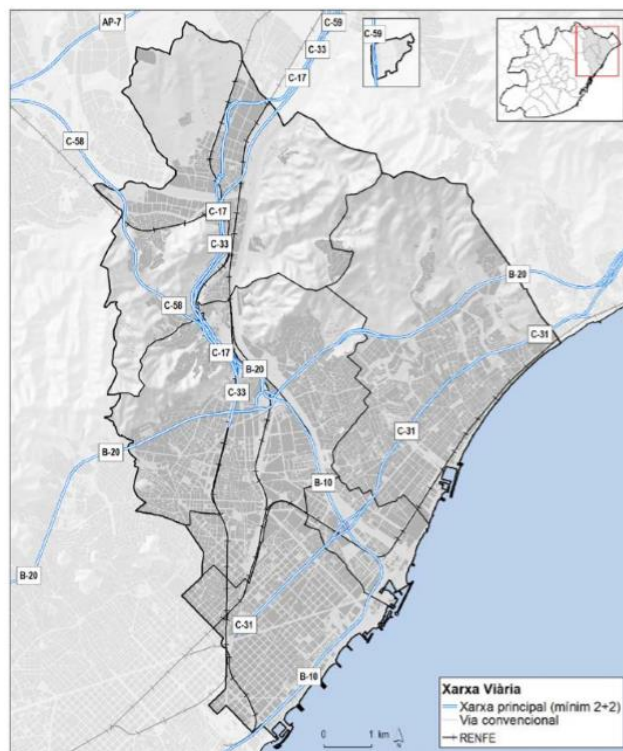 C-59
AP-7
C-33
C-59
C-17
C-58
C-17
C-33
B-20
C-58
C-31
C-17
B-20
C-33
C-31
B-20
B-10
B-20
C-31
B-10
Xarxa Viària
Xarxa principal (mínim 2+2)
Via convencional
RENFE
0 1 km